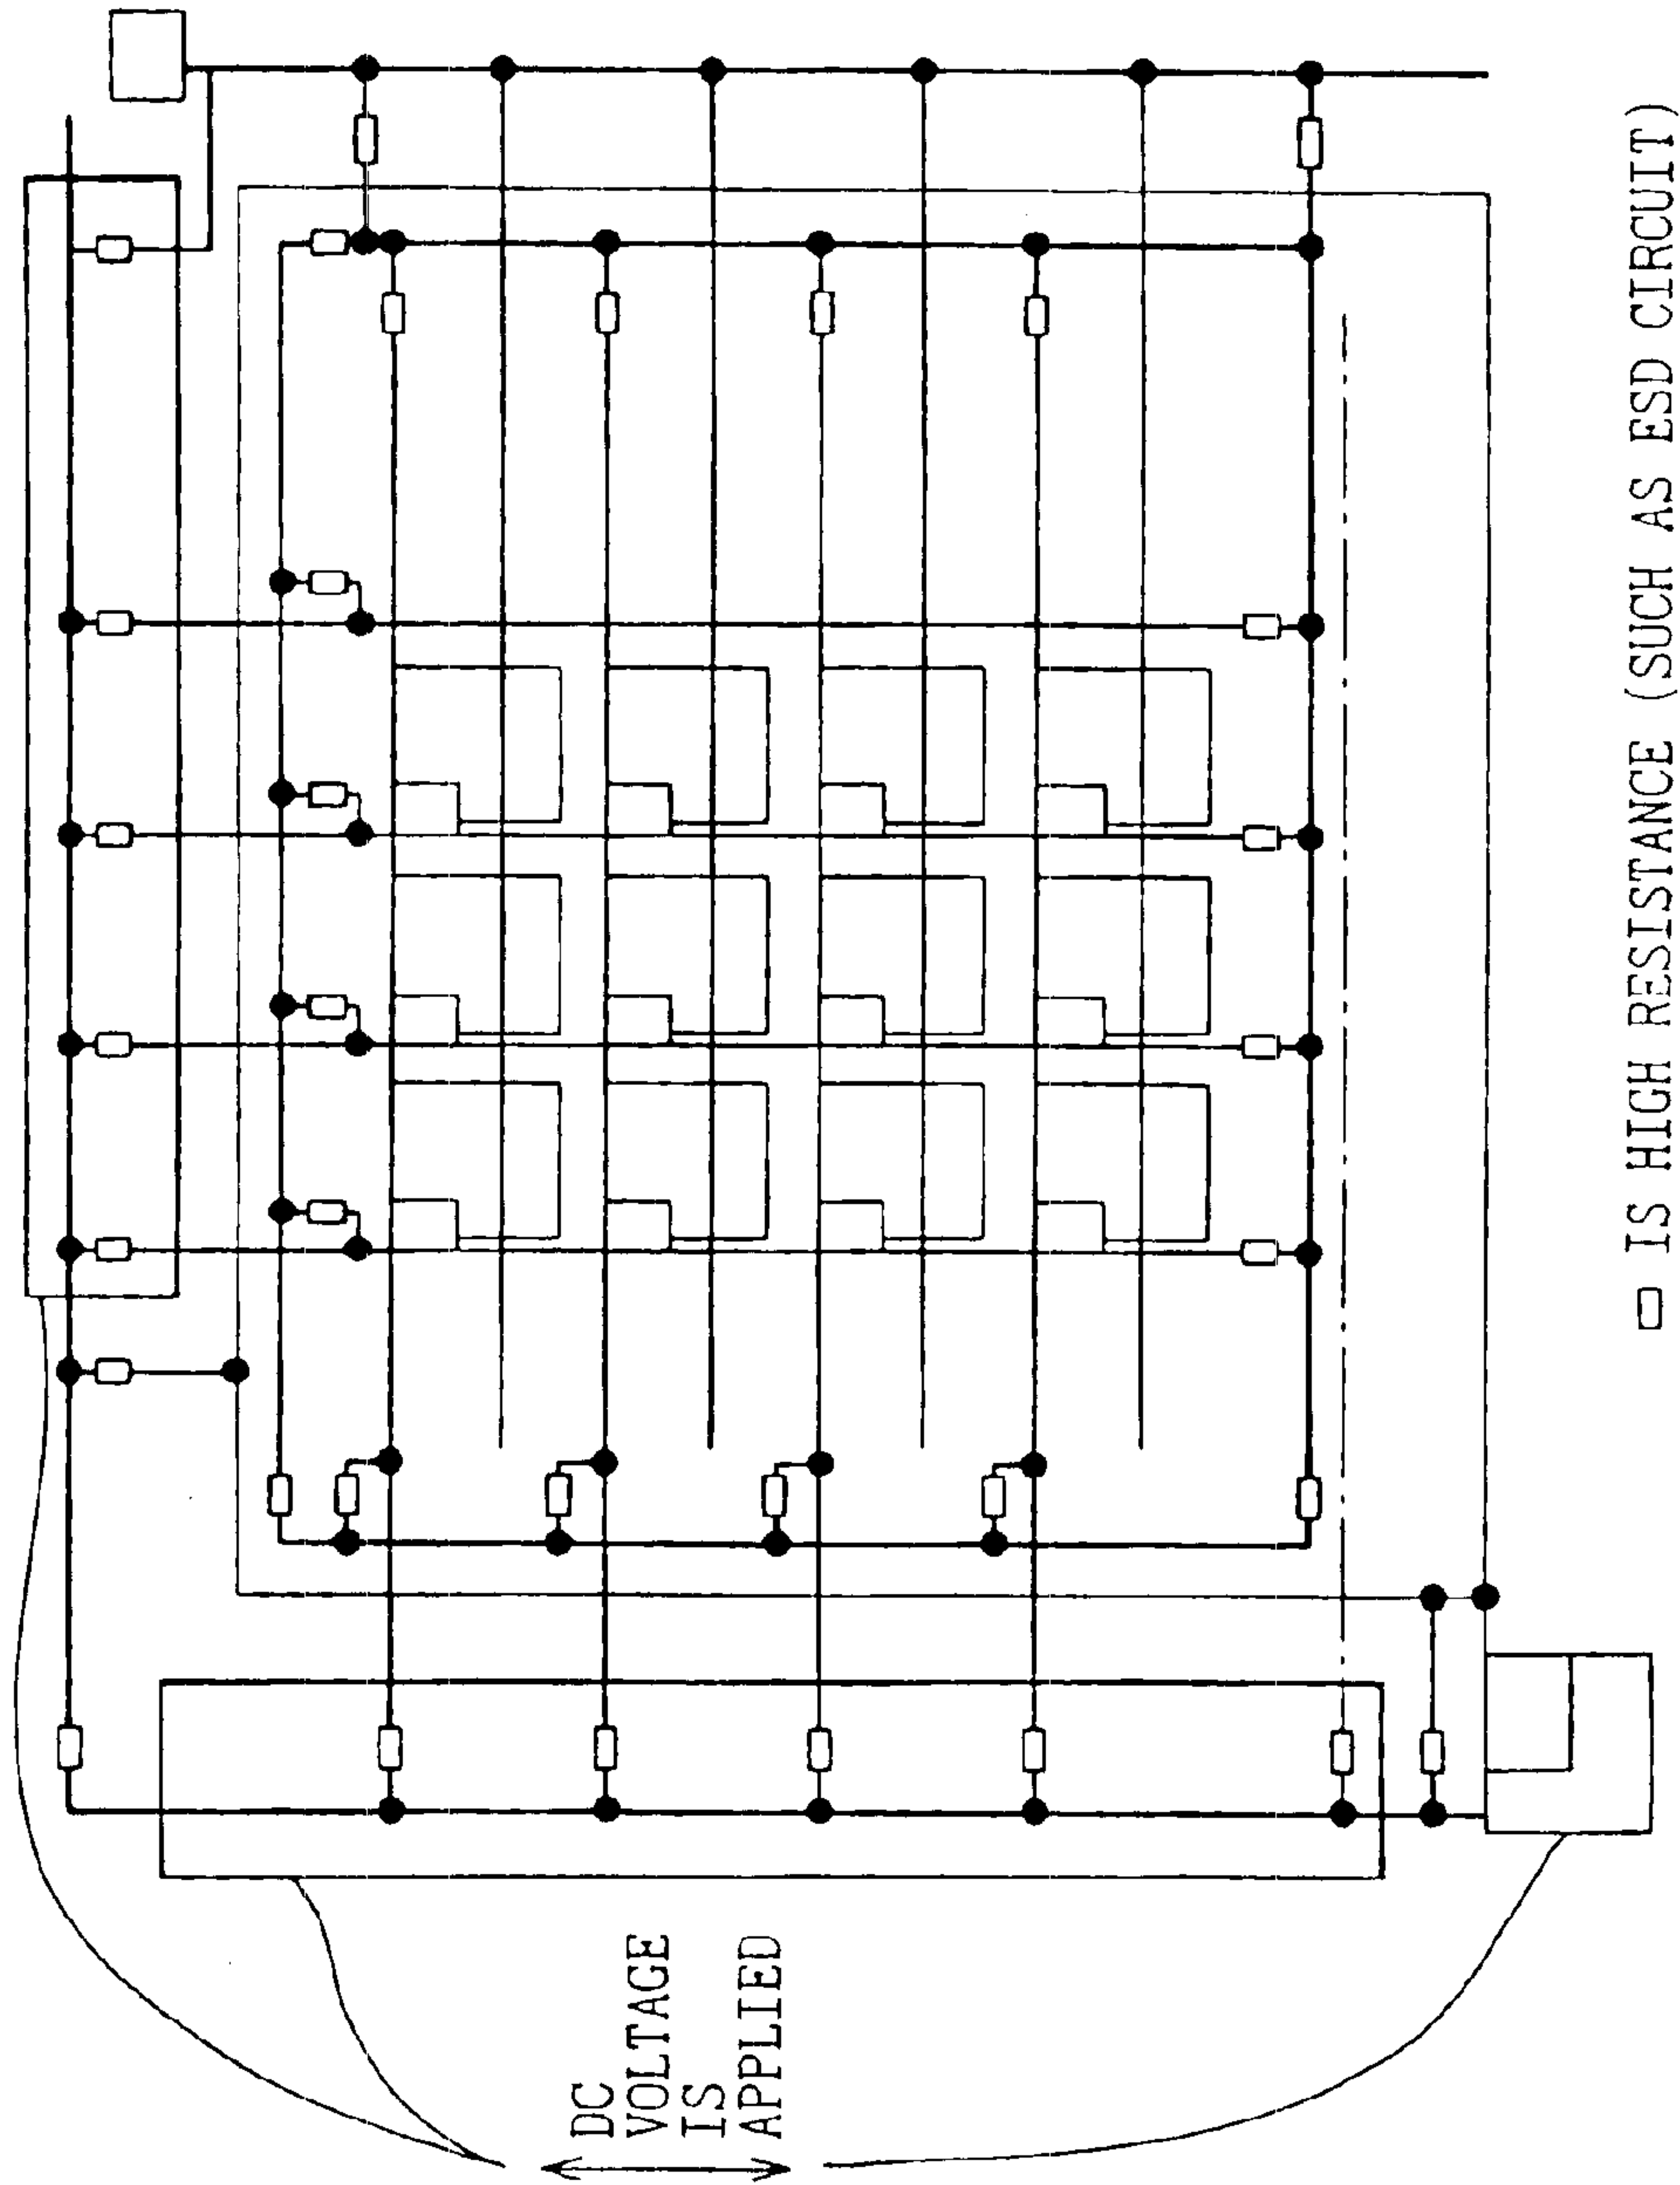 DC
VOLTAGE
IS
APPLIED
IS HIGH RESISTANCE (SUCH AS ESD CIRCUIT)